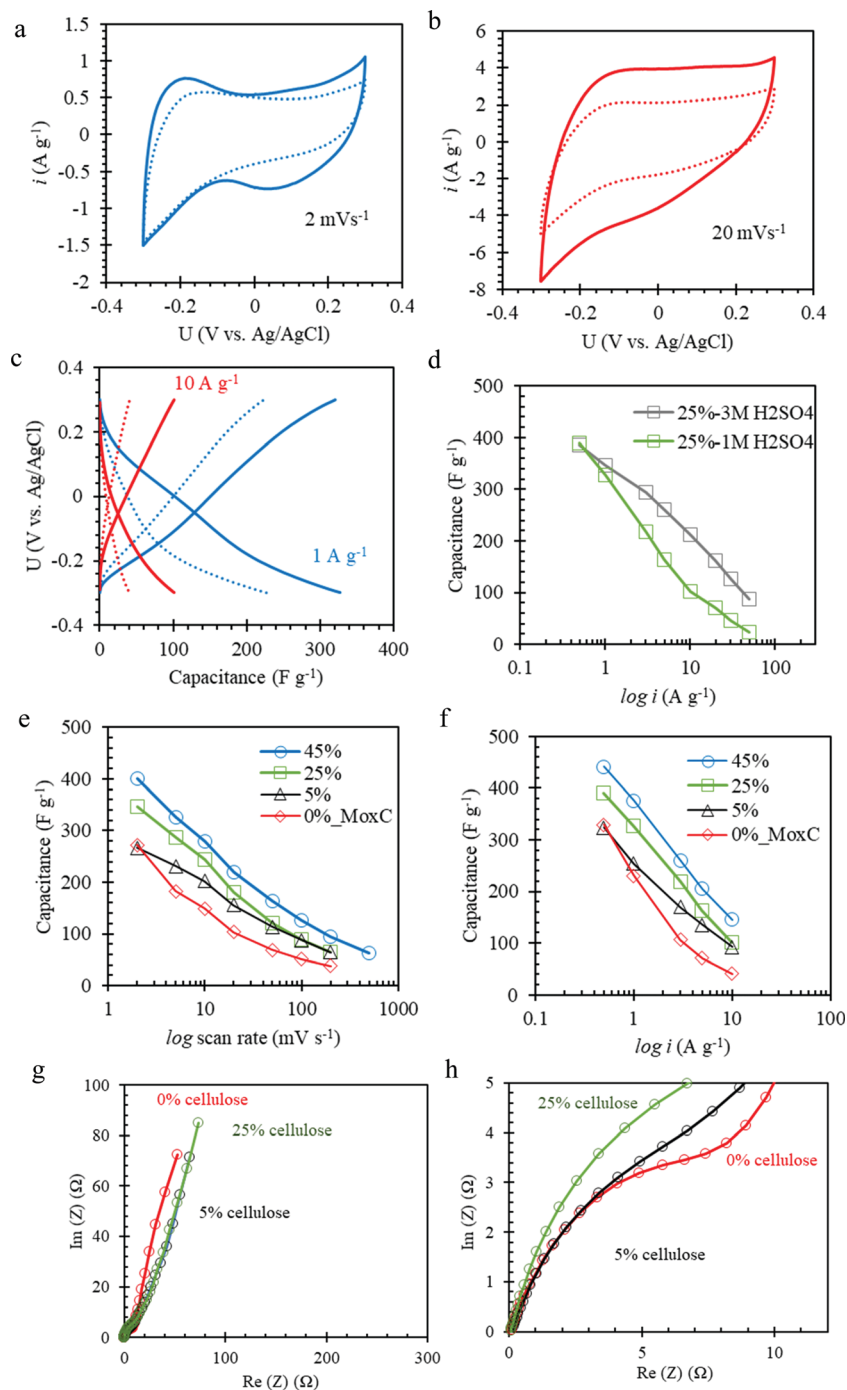 a
1.5
1
0.5
0
-0.5
-1
-1.5
-2
-0.4 -0.2 0 0.2 0.4
i (A g-1)
U (V vs. Ag/AgCl)
2 mVs-1
b
6
4
2
0
-2
-4
-6
-8
-0.4 -0.2 0 0.2 0.4
i (A g-1)
U (V vs. Ag/AgCl)
20 mVs-1
c
0.4
0.2
0
-0.2
-0.4
0 100 200 300 400
U (V vs. Ag/AgCl)
Capacitance (F g-1)
10 A g-1
1 A g-1
d
500
400
300
200
100
0
0.1 1 10 100
Capacitance (F g-1)
log i (A g-1)
25%-3M H2SO4
25%-1M H2SO4
e
500
400
300
200
100
0
1 10 100 1000
Capacitance (F g-1)
log scan rate (mV s-1)
45%
25%
5%
0%_MoxC
f
500
400
300
200
100
0
0.1 1 10 100
Capacitance (F g-1)
log i (A g-1)
45%
25%
5%
0%_MoxC
g
100
80
60
40
20
0
0 100 200 300
Im (Z) (Ω)
Re (Z) (Ω)
0% cellulose
25% cellulose
5% cellulose
h
5
4
3
2
1
0
0 5 10
Im (Z) (Ω)
Re (Z) (Ω)
25% cellulose
0% cellulose
5% cellulose